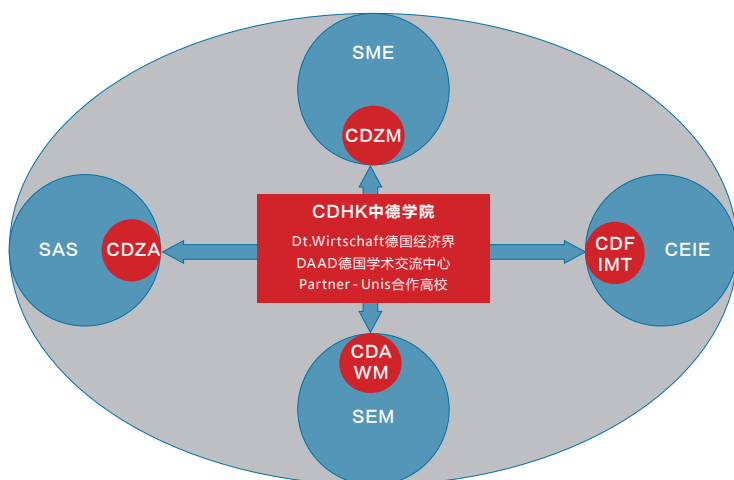 SME
CDZM
CDHK中德学院
Dt.Wirtschaft德国经济界
DAAD德国学术交流中心
Partner-Unis合作高校
SAS
CDZA
CDF
IMT
CEIE
CDA
WM
SEM